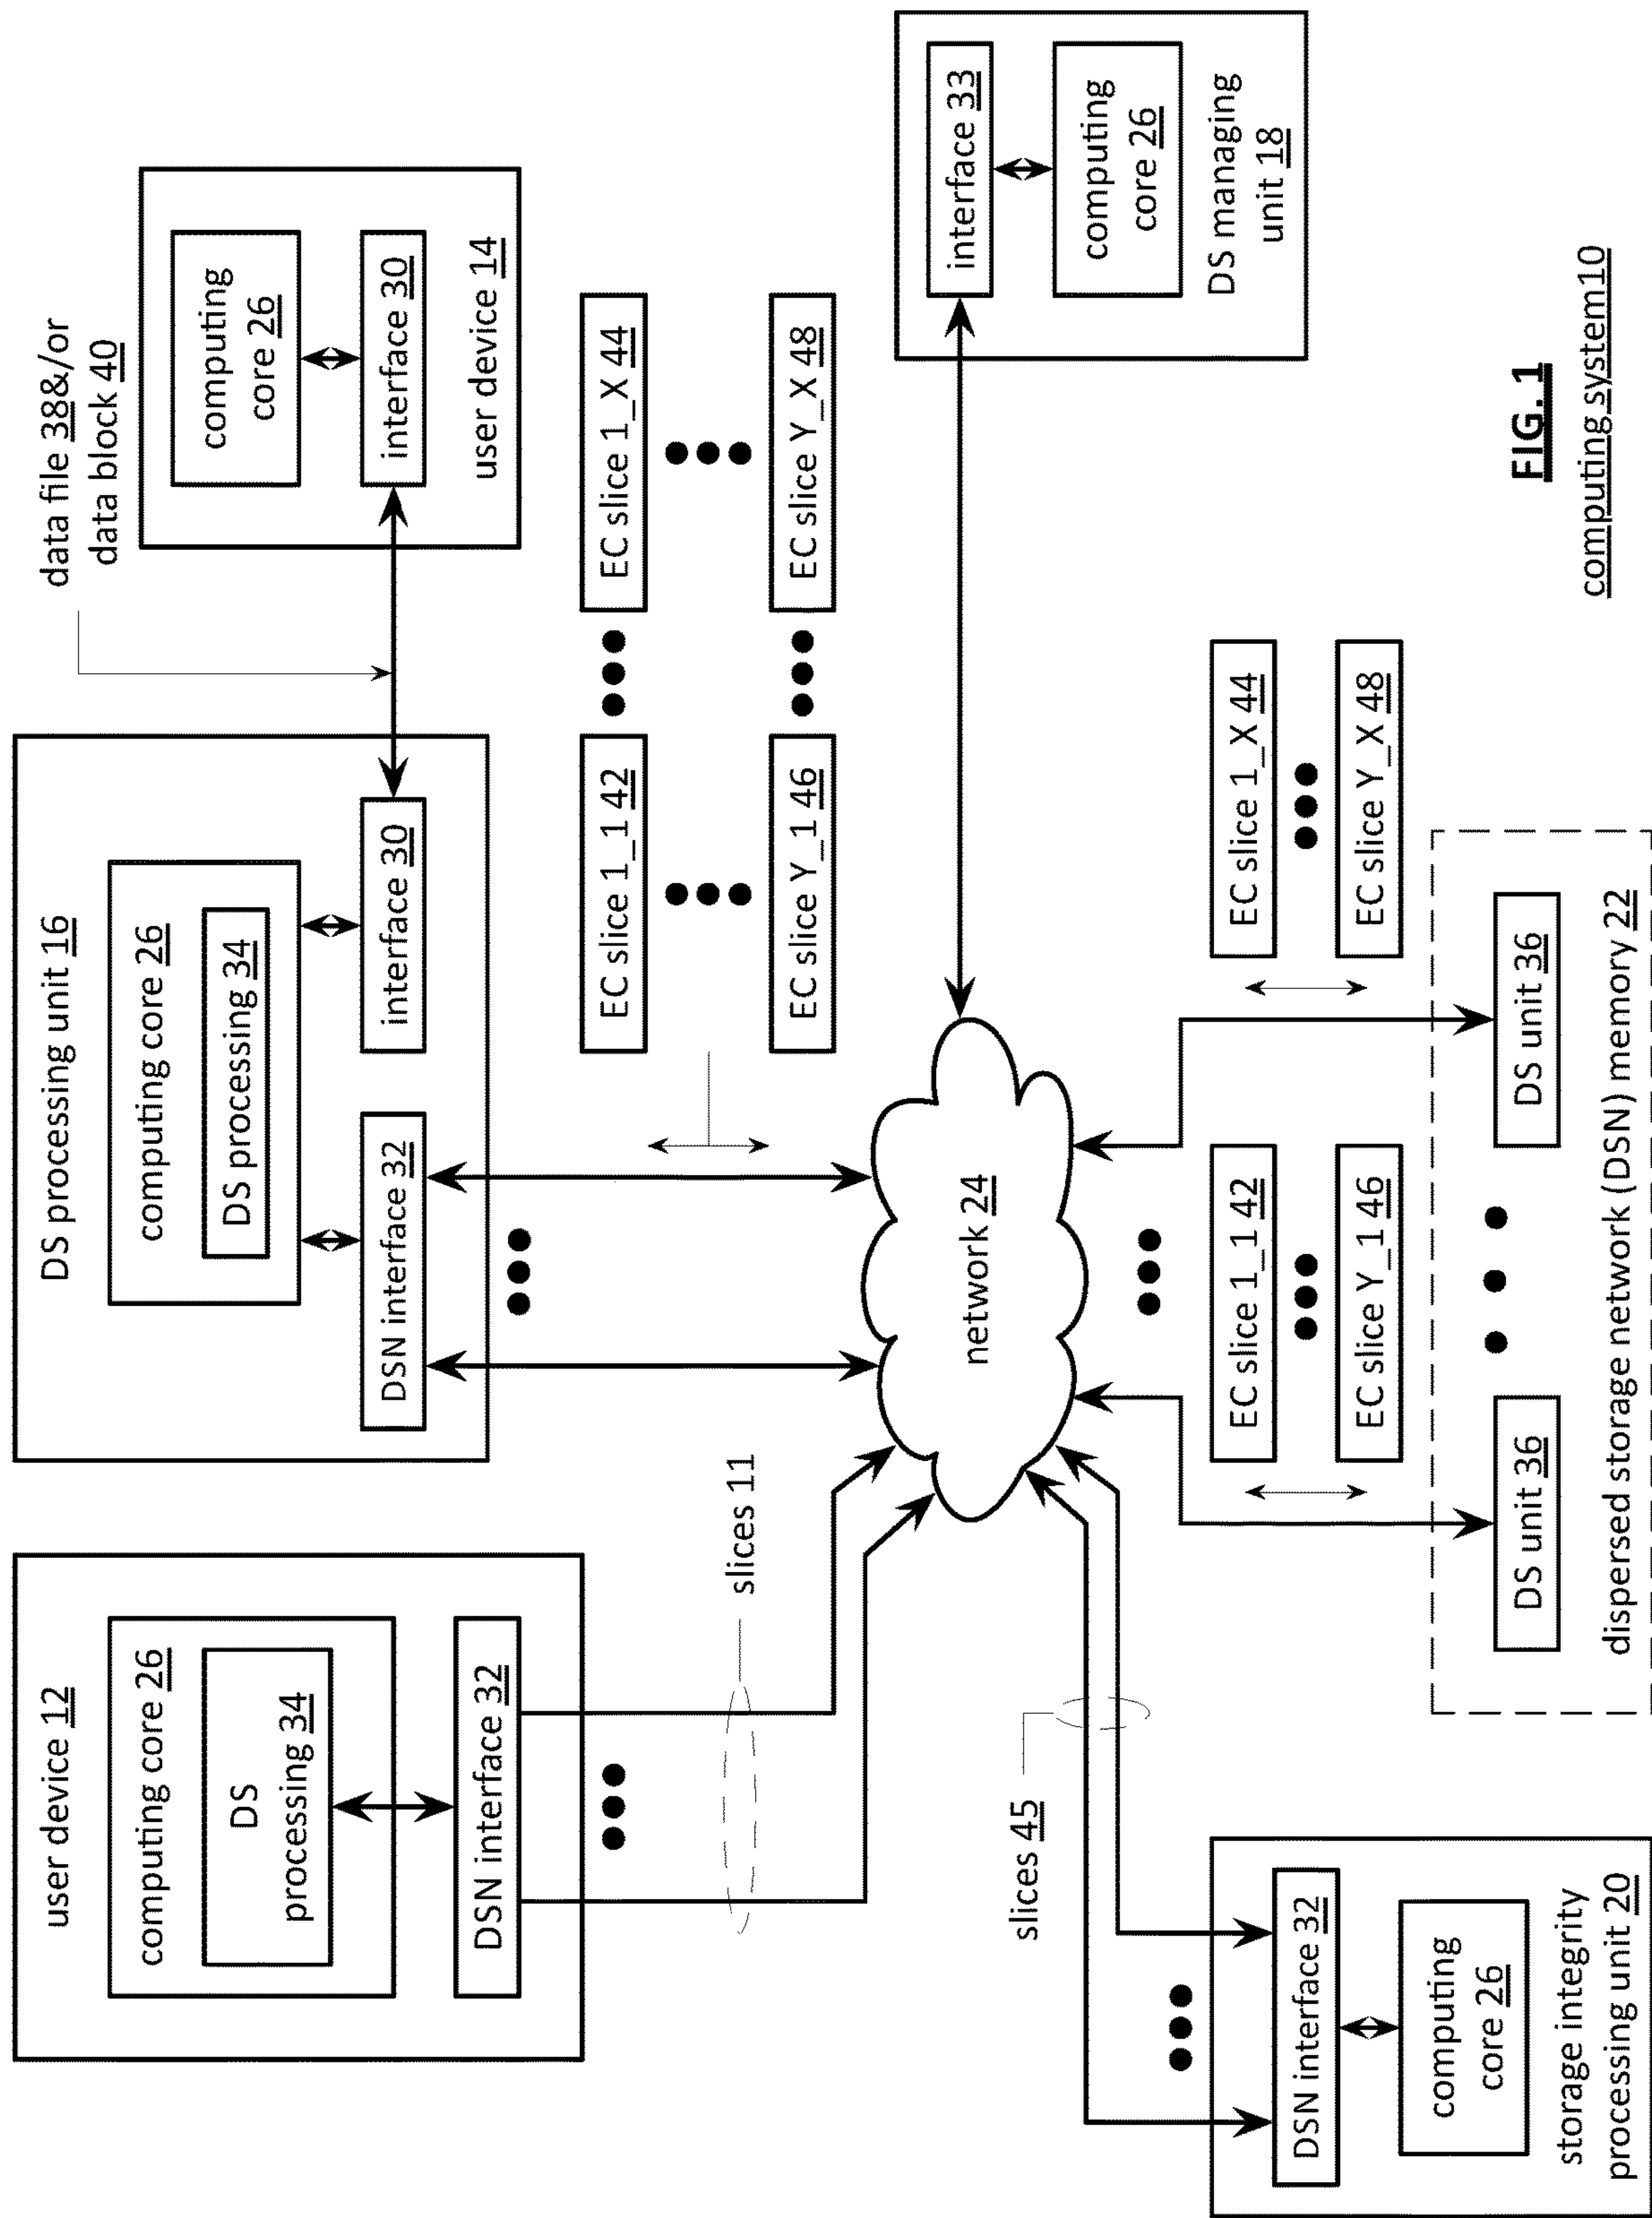 user device 12
computing core 26
DS
processing 34
DSN interface 32
slices 11
DS processing unit 16
computing core 26
DS processing 34
DSN interface 32
interface 30
data file 38&/or
data block 40
computing
core 26
interface 30
user device 14
EC slice 1_1 42
EC slice 1_X 44
EC slice Y_1 46
EC slice Y_X 48
network 24
interface 33
computing
core 26
DS managing
unit 18
slices 45
DSN interface 32
computing
core 26
storage integrity
processing unit 20
EC slice 1_1 42
EC slice Y_1 46
EC slice 1_X 44
EC slice Y_X 48
DS unit 36
DS unit 36
dispersed storage network (DSN) memory 22
FIG. 1
computing system10